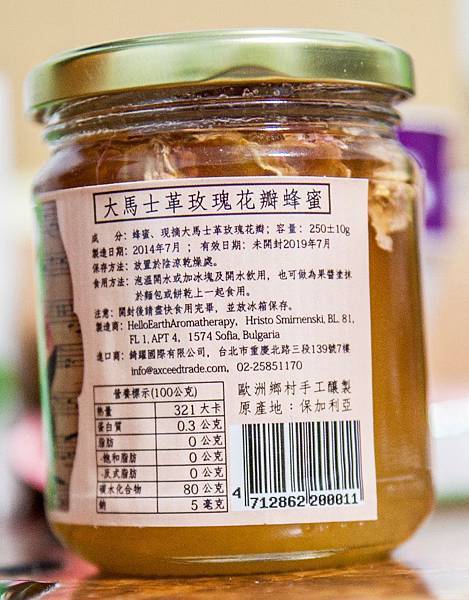 大馬士革玫瑰花瓣蜂蜜
成 分: 蜂蜜、現摘大馬士革玫瑰花瓣; 容量: 250±10g
製造日期: 2014年7月 ; 有效日期: 未開封2019年7月
保存方法: 放置於陰涼乾燥處。
食用方法: 泡溫開水或加冰塊及開水飲用, 也可做為果醬塗抹
於麵包或餅乾上一起食用。
注意: 開封後請盡快食用完畢, 並放冰箱保存。
製造商: HelloEarthAromatherapy, Hristo Smirnenski, BL. 81,
FL 1, APT 4, 1574 Sofia, Bulgaria
進口商: 錡羅國際有限公司, 台北市重慶北路三段139號7樓
info@axceedtrade.com, 02-25851170
營養標示(100公克)
熱量 321 大卡
蛋白質 0.3 公克
脂肪 0 公克
-飽和脂肪 0 公克
-反式脂肪 0 公克
碳水化合物 80 公克
鈉 5 毫克
歐洲鄉村手工釀製
原產地: 保加利亞
4 712862 200011